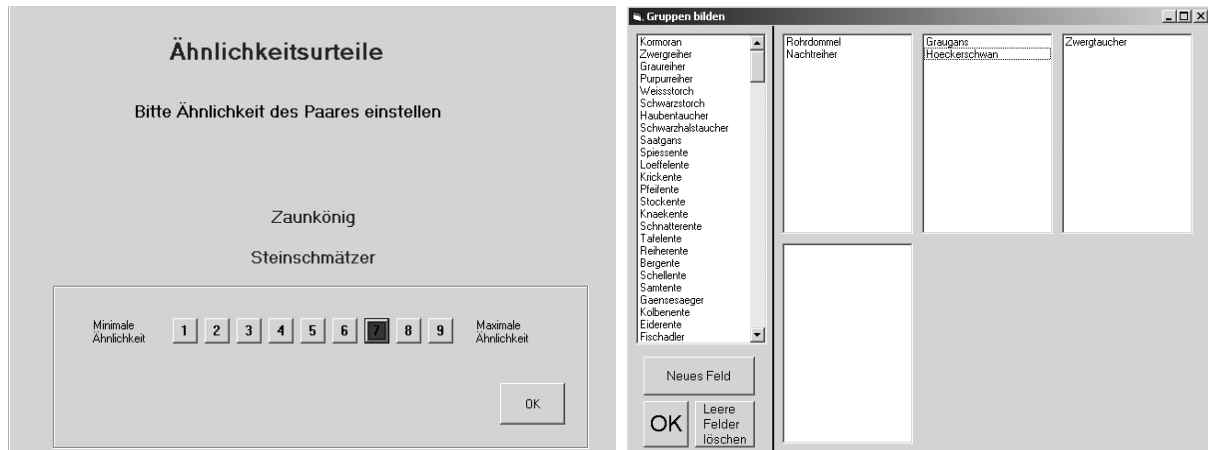 Ähnlichkeitsurteile
Bitte Ähnlichkeit des Paares einstellen
Zaunkönig
Steinschmätzer
Minimale
Ähnlichkeit
1 2 3 4 5 6 7 8 9
Maximale
Ähnlichkeit
OK
Gruppen bilden
Kormoran
Zwergreiher
Graureiher
Purpurreiher
Weissstorch
Schwarzstorch
Haubentaucher
Schwarzhalstaucher
Saatgans
Spiessente
Loeffelente
Krickente
Pfeifente
Stockente
Knaekente
Schnatterente
Tafelente
Reiherente
Bergente
Schellente
Samtente
Gaensesaeger
Kolbenente
Eiderente
Fischadler
Rohrdommel
Nachtreiher
Graugans
Hoeckerschwan
Zwergtaucher
Neues Feld
OK
Leere
Felder
löschen